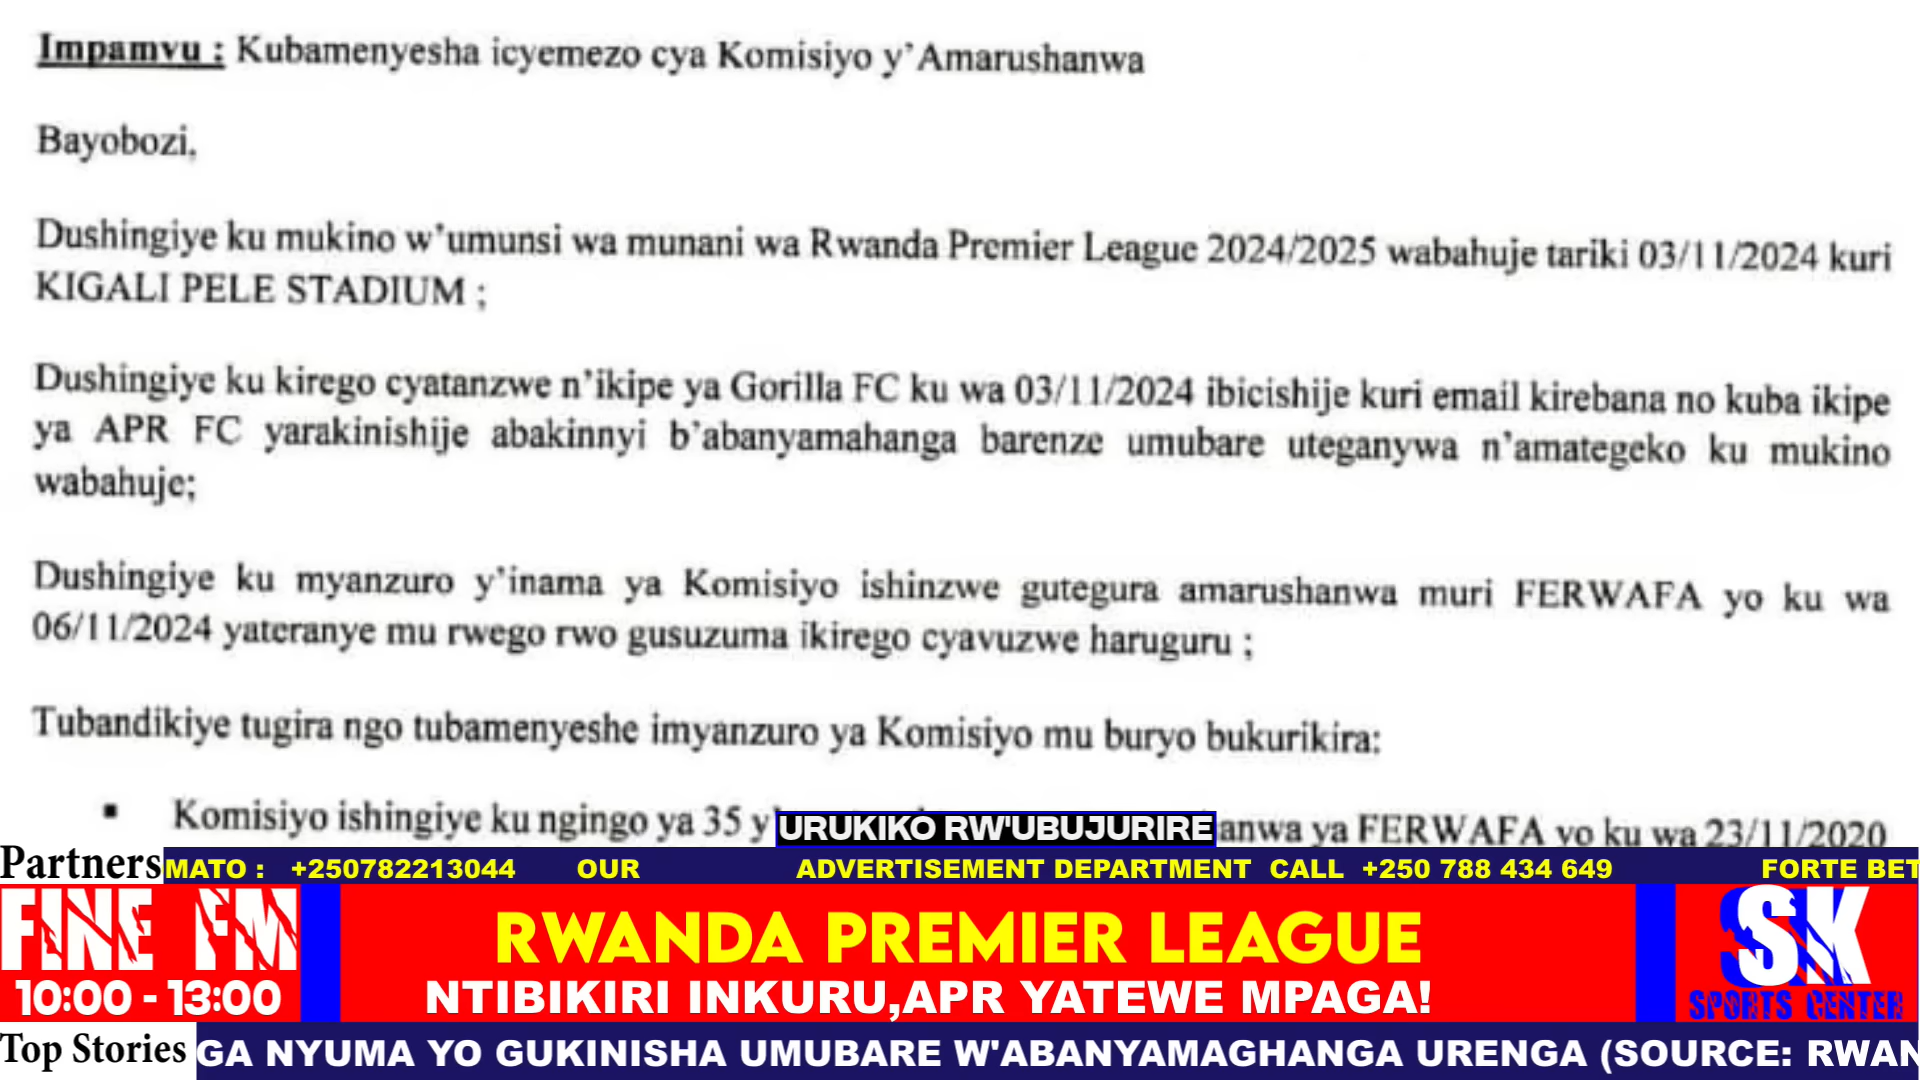 Impamvu : Kubamenyesha icyemezo cya Komisiyo y’Amarushanwa
Bayobozi,
Dushingiye ku mukino w’umunsi wa munani wa Rwanda Premier League 2024/2025 wabahuje tariki 03/11/2024 kuri
KIGALI PELE STADIUM ;
Dushingiye ku kirego cyatanzwe n’ikipe ya Gorilla FC ku wa 03/11/2024 ibicishije kuri email kirebana no kuba ikipe
ya APR FC yarakinishije abakinnyi b’abanyamahanga barenze umubare uteganywa n’amategeko ku mukino
wabahuje;
Dushingiye ku myanzuro y’inama ya Komisiyo ishinzwe gutegura amarushanwa muri FERWAFA yo ku wa
06/11/2024 yateranye mu rwego rwo gusuzuma ikirego cyavuzwe haruguru ;
Tubandikiye tugira ngo tubamenyeshe imyanzuro ya Komisiyo mu buryo bukurikira:
▪ Komisiyo ishingiye ku ngingo ya 35 y anwa ya FERWAFA yo ku wa 23/11/2020
URUKIKO RW'UBUJURIRE
Partners MATO : +250782213044 OUR ADVERTISEMENT DEPARTMENT CALL +250 788 434 649 FORTE BET
FINE FM
10:00 - 13:00
RWANDA PREMIER LEAGUE
NTIBIKIRI INKURU,APR YATEWE MPAGA!
SK
SPORTS CENTER
Top Stories GA NYUMA YO GUKINISHA UMUBARE W'ABANYAMAGHANGA URENGA (SOURCE: RWAN